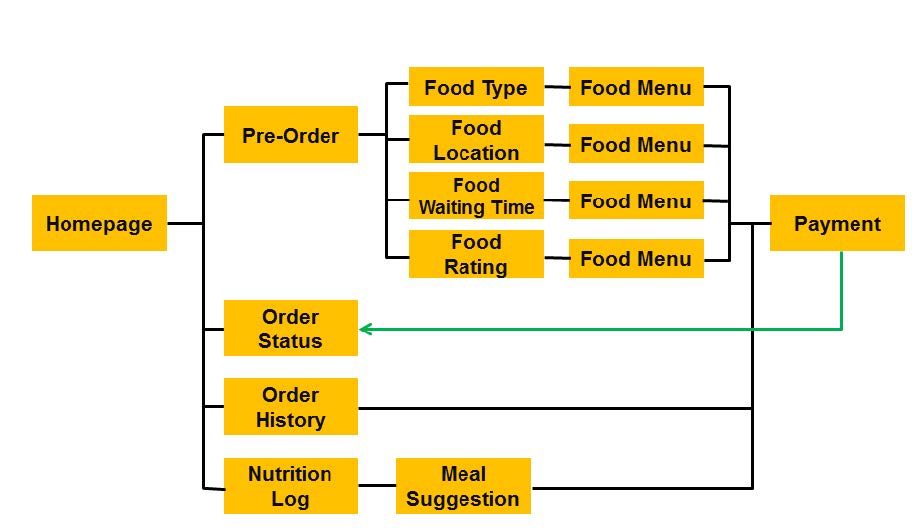 Homepage
Pre-Order
Food Type
Food Menu
Food
Location
Food Menu
Food
Waiting Time
Food Menu
Food
Rating
Food Menu
Payment
Order
Status
Order
History
Nutrition
Log
Meal
Suggestion